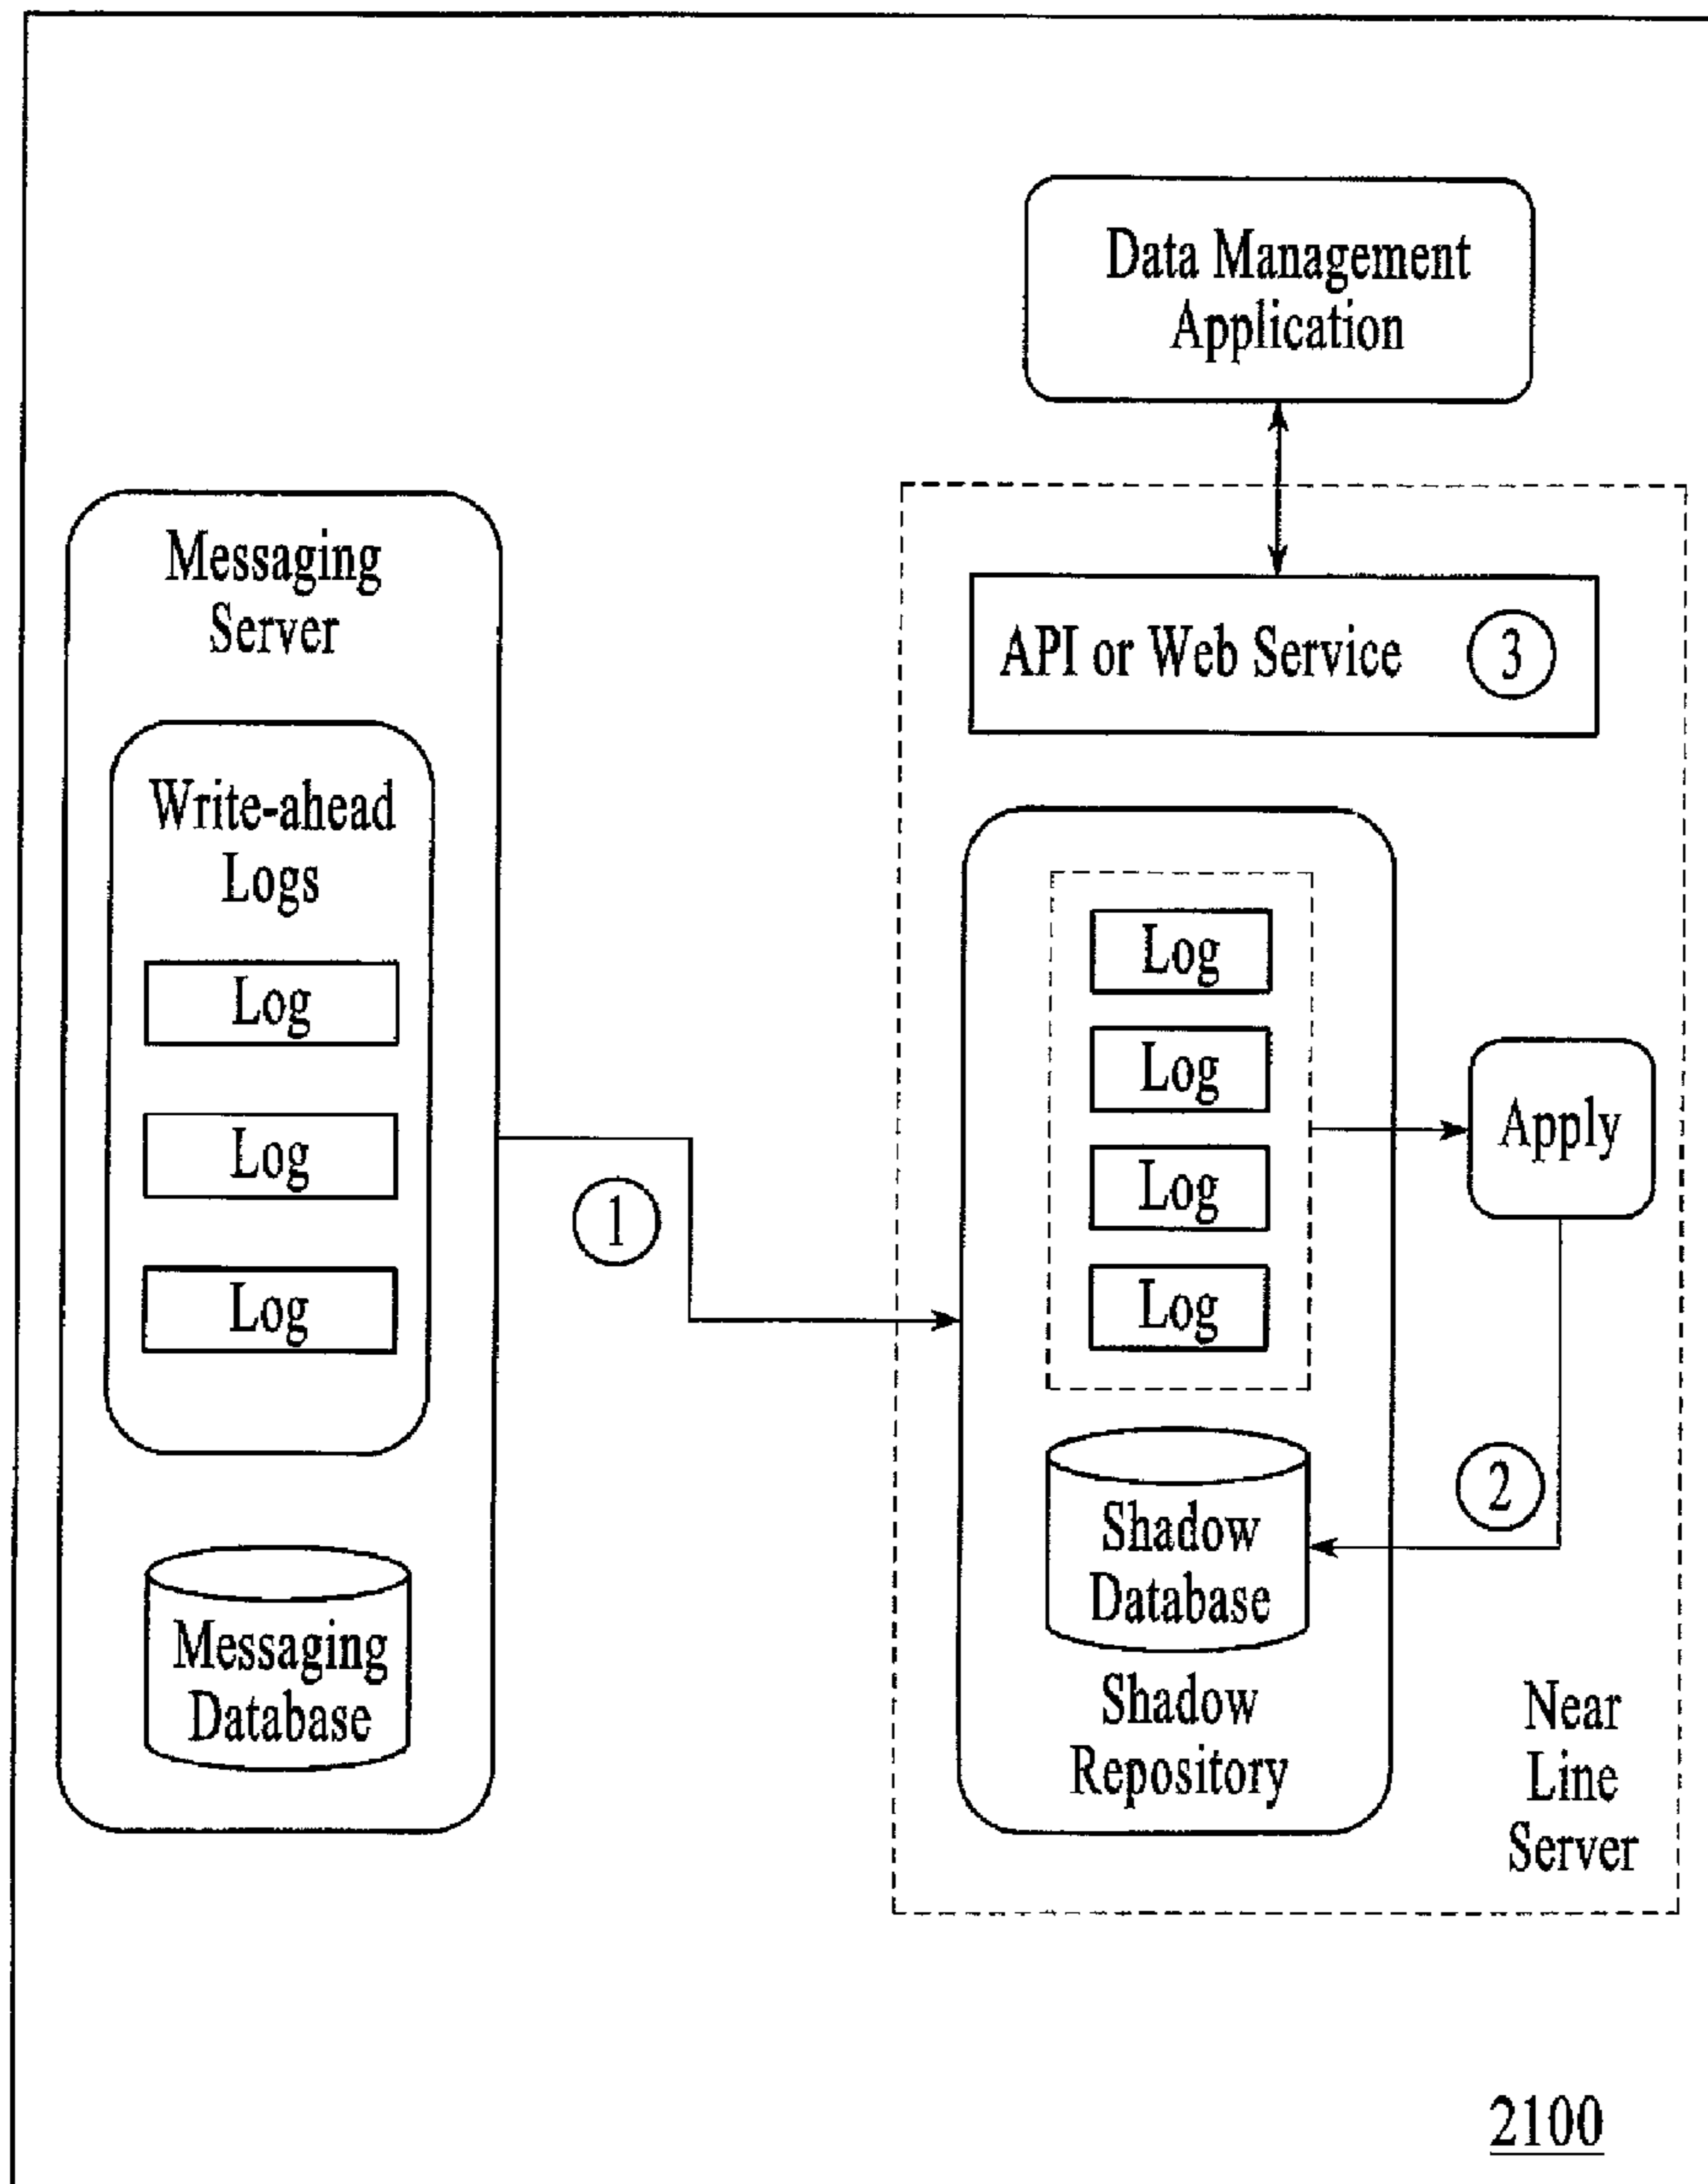 Data Management
Application
Messaging
Server
Write-ahead
Logs
Log
Log
Log
Messaging
Database
1
API or Web Service 3
Log
Log
Log
Log
Apply
2
Shadow
Database
Shadow
Repository
Near
Line
Server
2100